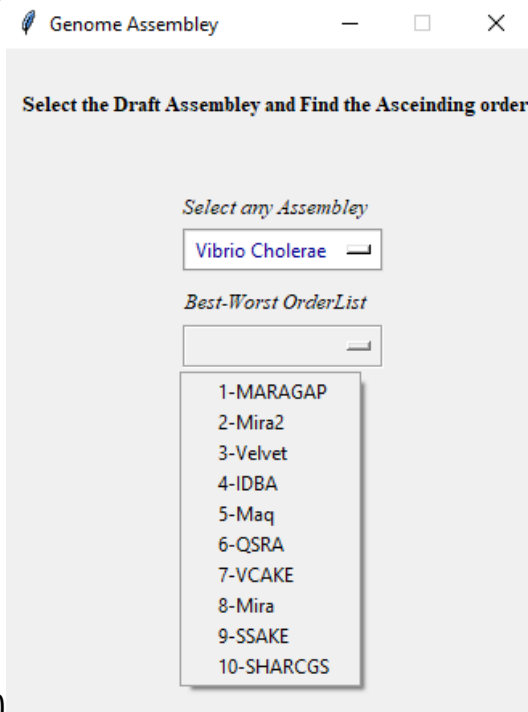 Genome Assembley
Select the Draft Assembley and Find the Asceinding order
Select any Assembley
Vibrio Cholerae
Best-Worst OrderList
1-MARAGAP
2-Mira2
3-Velvet
4-IDBA
5-Maq
6-QSRA
7-VCAKE
8-Mira
9-SSAKE
10-SHARCGS
)